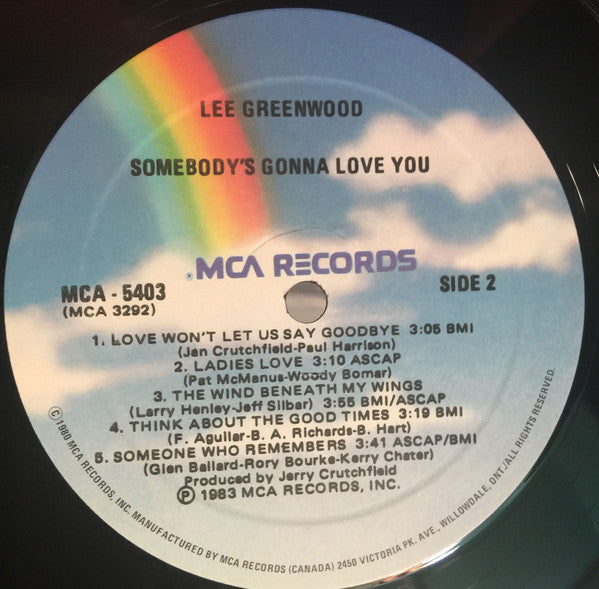 LEE GREENWOOD
SOMEBODY'S GONNA LOVE YOU
® MCA RECORDS
MCA - 5403
(MCA 3292)
SIDE 2
1. LOVE WON'T LET US SAY GOODBYE 3:05 BMI
(Jan Crutchfield-Paul Harrison)
2. LADIES LOVE 3:10 ASCAP
(Pat McManus-Woody Bomar)
3. THE WIND BENEATH MY WINGS
(Larry Henley-Jeff Silbar) 3:55 BMI/ASCAP
4. THINK ABOUT THE GOOD TIMES 3:19 BMI
(F. Aguilar-B. A. Richards-B. Hart)
5. SOMEONE WHO REMEMBERS 3:41 ASCAP/BMI
(Glen Ballard-Rory Bourke-Kerry Chater)
Produced by Jerry Crutchfield
Ⓟ 1983 MCA RECORDS, INC.
©1980 MCA RECORDS, INC. MANUFACTURED BY MCA RECORDS (CANADA) 2450 VICTORIA PK. AVE., WILLOWDALE, ONT./ALL RIGHTS RESERVED.